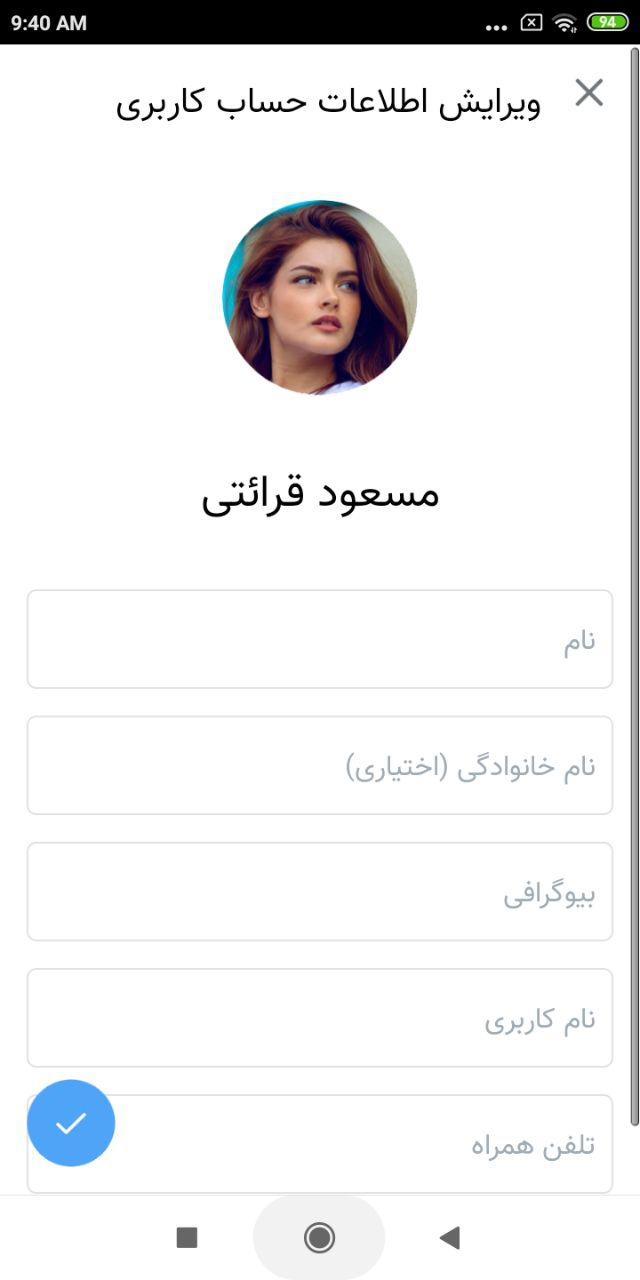 9:40 AM
94
ویرایش اطلاعات حساب کاربری
مسعود قرائتی
نام
نام خانوادگی (اختیاری)
بیوگرافی
نام کاربری
تلفن همراه